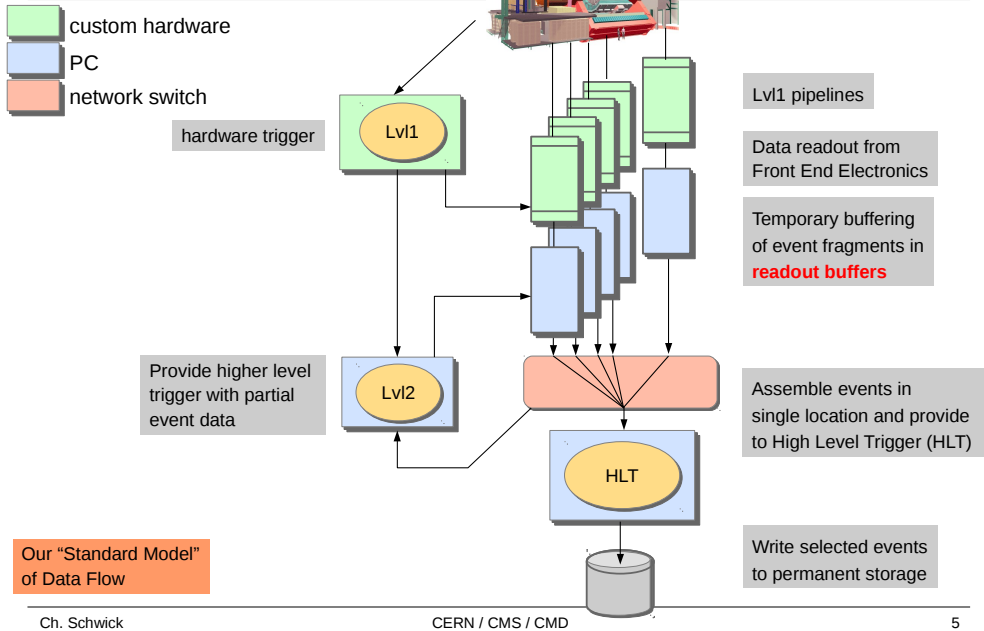 custom hardware
PC
network switch
hardware trigger
Lvl1
Lvl1 pipelines
Data readout from
Front End Electronics
Temporary buffering
of event fragments in
readout buffers
Provide higher level
trigger with partial
event data
Lvl2
Assemble events in
single location and provide
to High Level Trigger (HLT)
HLT
Our “Standard Model”
of Data Flow
Write selected events
to permanent storage
Ch. Schwick
CERN / CMS / CMD
5